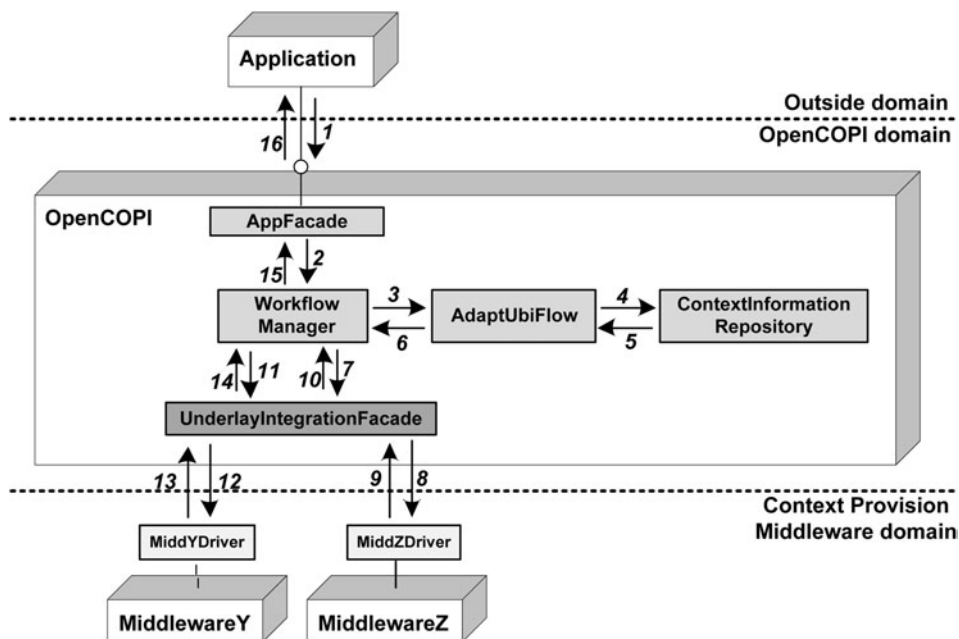 Application
Outside domain
16
1
OpenCOPI domain
OpenCOPI
AppFacade
15
2
Workflow
Manager
3
6
AdaptUbiFlow
4
5
ContextInformation
Repository
14
11
10
7
UnderlayIntegrationFacade
13
12
9
8
Context Provision
Middleware domain
MiddYDriver
MiddZDriver
MiddlewareY
MiddlewareZ